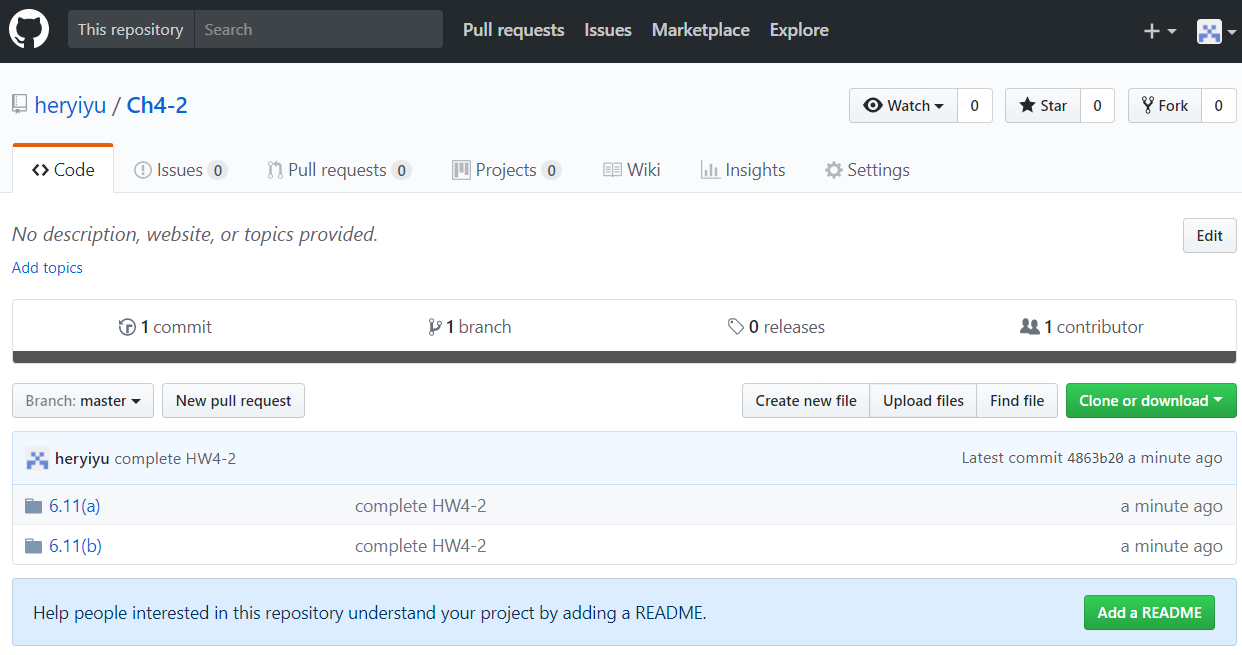 This repository Search Pull requests Issues Marketplace Explore
heryiyu / Ch4-2 Watch 0 Star 0 Fork 0
Code Issues 0 Pull requests 0 Projects 0 Wiki Insights Settings
No description, website, or topics provided. Edit
Add topics
1 commit 1 branch 0 releases 1 contributor
Branch: master New pull request Create new file Upload files Find file Clone or download
heryiyu complete HW4-2 Latest commit 4863b20 a minute ago
6.11(a) complete HW4-2 a minute ago
6.11(b) complete HW4-2 a minute ago
Help people interested in this repository understand your project by adding a README. Add a README